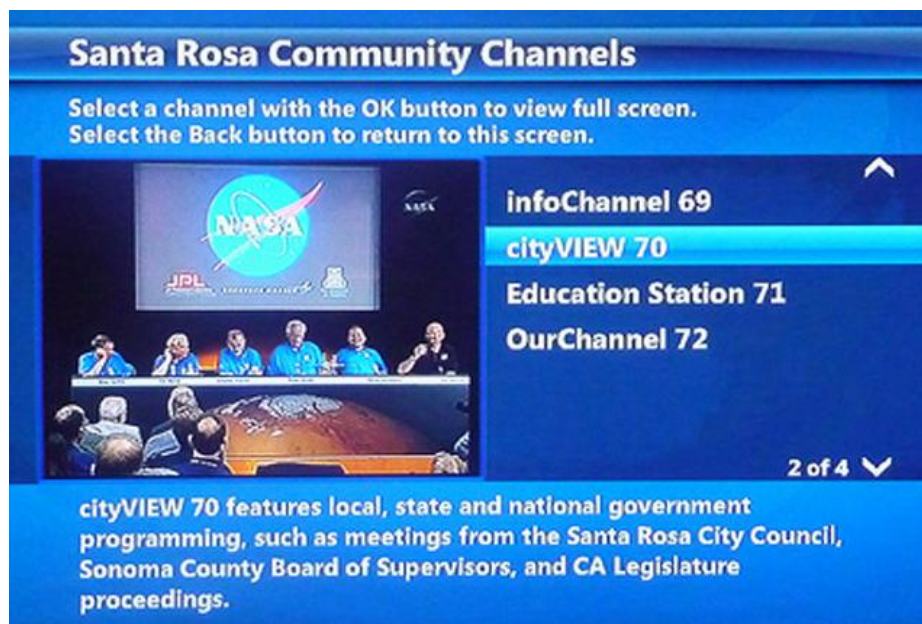 Santa Rosa Community Channels
Select a channel with the OK button to view full screen.
Select the Back button to return to this screen.
NASA
NASA
JPL
infoChannel 69
cityVIEW 70
Education Station 71
OurChannel 72
2 of 4
cityVIEW 70 features local, state and national government
programming, such as meetings from the Santa Rosa City Council,
Sonoma County Board of Supervisors, and CA Legislature
proceedings.